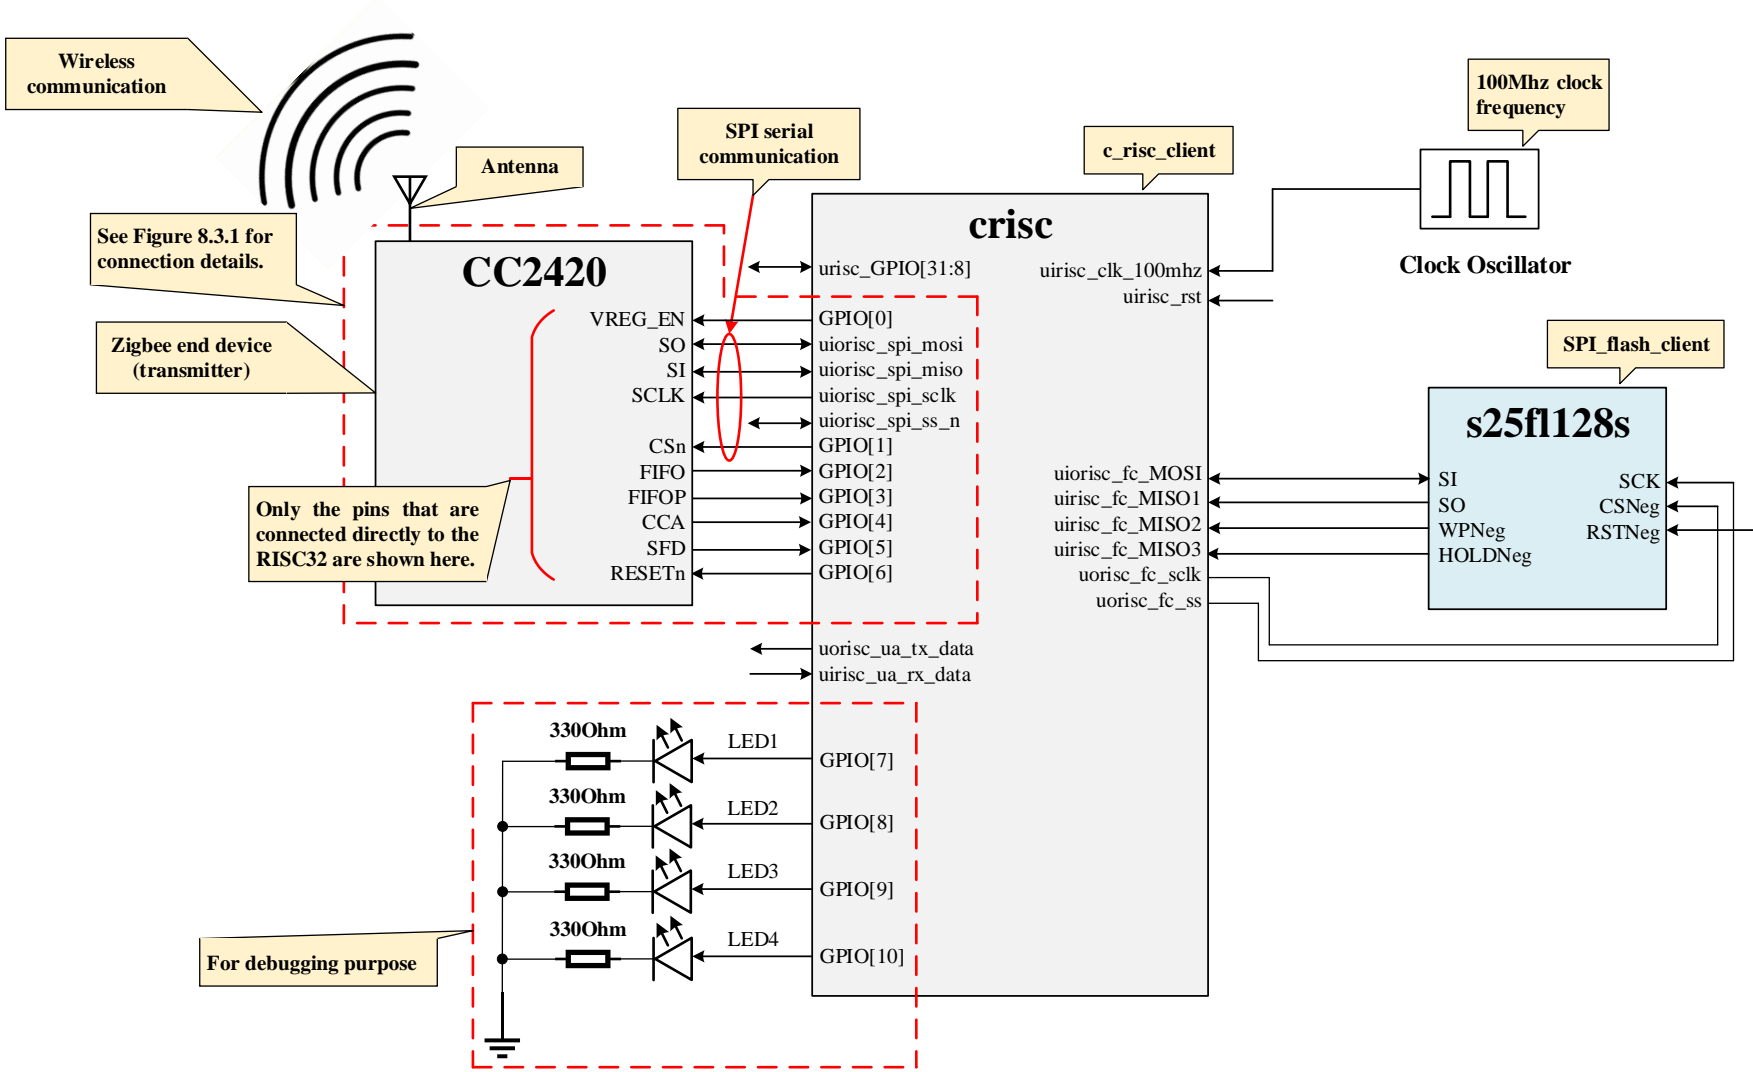 Wireless
communication
Antenna
See Figure 8.3.1 for
connection details.
Zigbee end device
(transmitter)
SPI serial
communication
c_risc_client
100Mhz clock
frequency
Clock Oscillator
SPI_flash_client
CC2420
VREG_EN
SO
SI
SCLK
CSn
FIFO
FIFOP
CCA
SFD
RESETn
Only the pins that are
connected directly to the
RISC32 are shown here.
crisc
urisc_GPIO[31:8]
GPIO[0]
uiorisc_spi_mosi
uiorisc_spi_miso
uiorisc_spi_sclk
uiorisc_spi_ss_n
GPIO[1]
GPIO[2]
GPIO[3]
GPIO[4]
GPIO[5]
GPIO[6]
uorisc_ua_tx_data
uirisc_ua_rx_data
GPIO[7]
GPIO[8]
GPIO[9]
GPIO[10]
uirisc_clk_100mhz
uirisc_rst
uiorisc_fc_MOSI
uirisc_fc_MISO1
uirisc_fc_MISO2
uirisc_fc_MISO3
uorisc_fc_sclk
uorisc_fc_ss
s25fl128s
SI
SO
WPNeg
HOLDNeg
SCK
CSNeg
RSTNeg
330Ohm
LED1
330Ohm
LED2
330Ohm
LED3
330Ohm
LED4
For debugging purpose